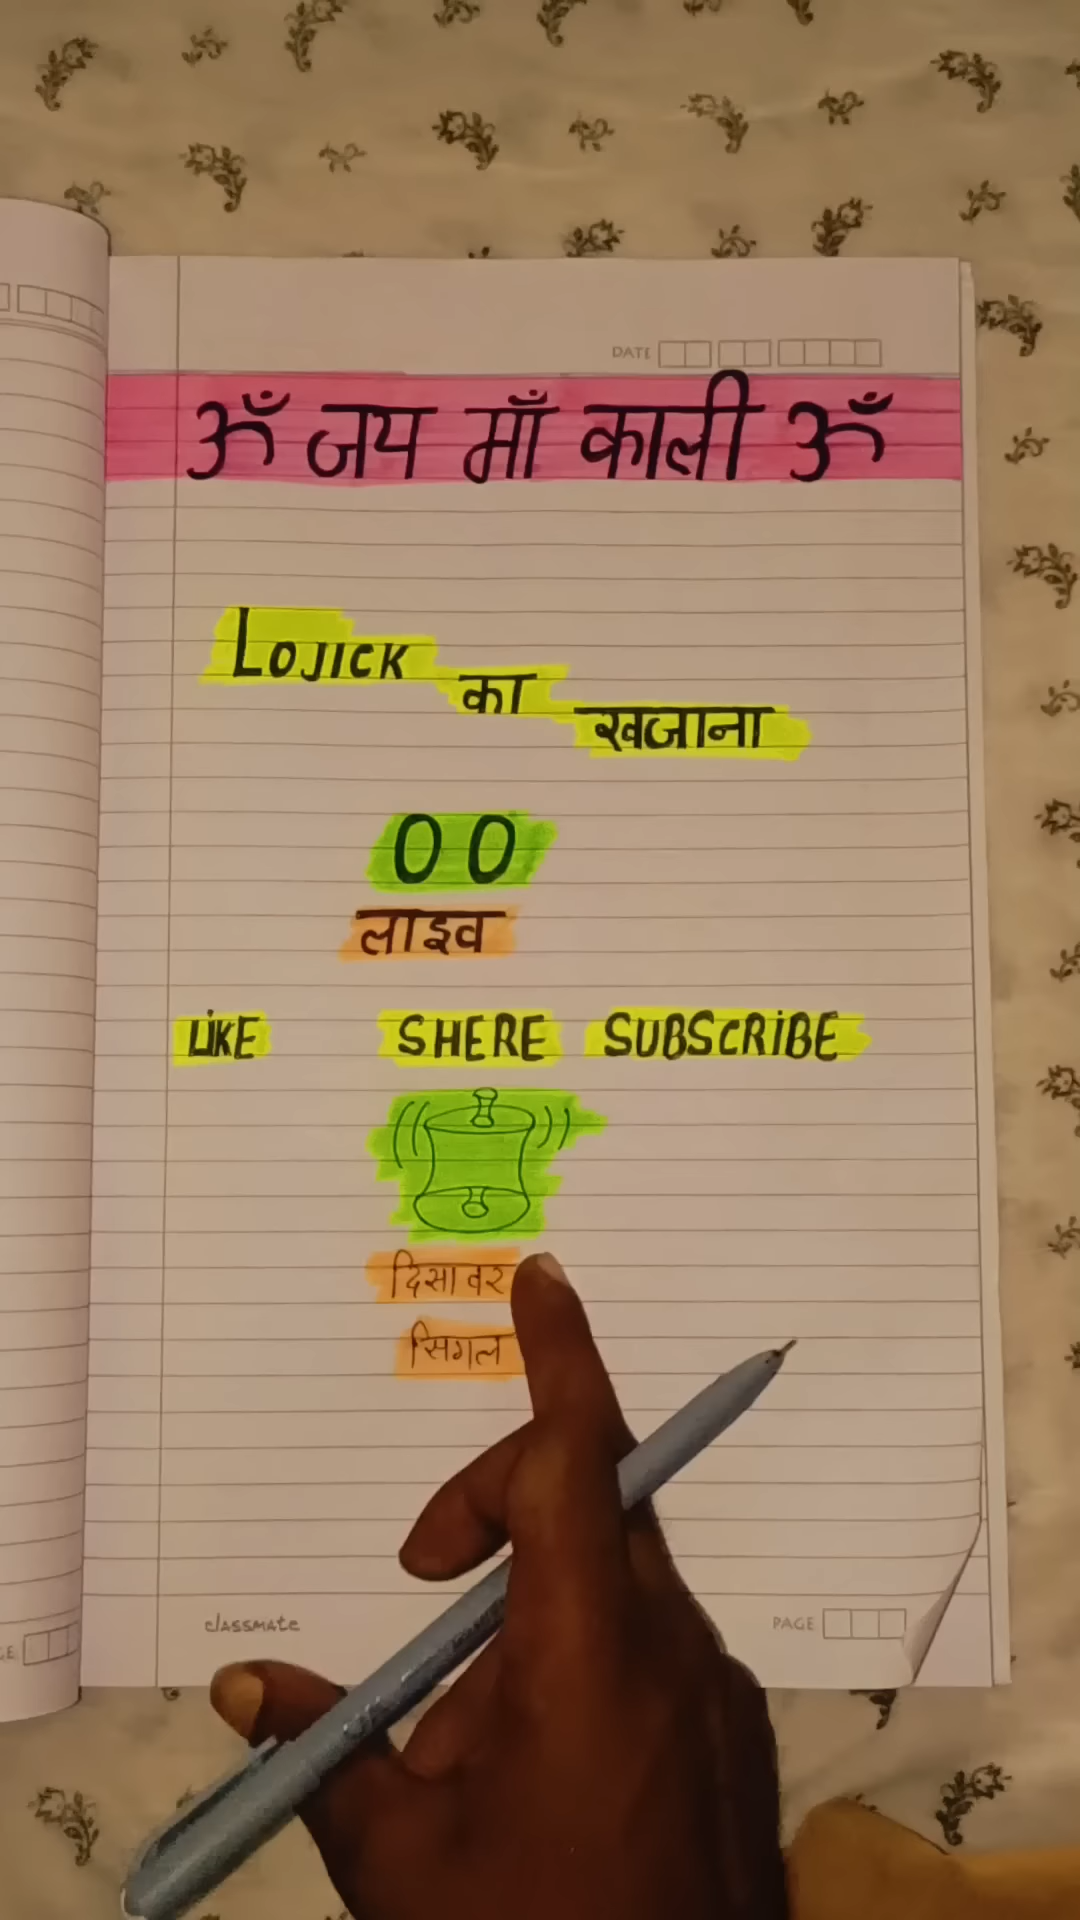 DATE
ॐ जय माँ काली ॐ
LOJICK का खजाना
00
लाइव
LIKE SHERE SUBSCRIBE
दिसावर
सिगल
classmate PAGE